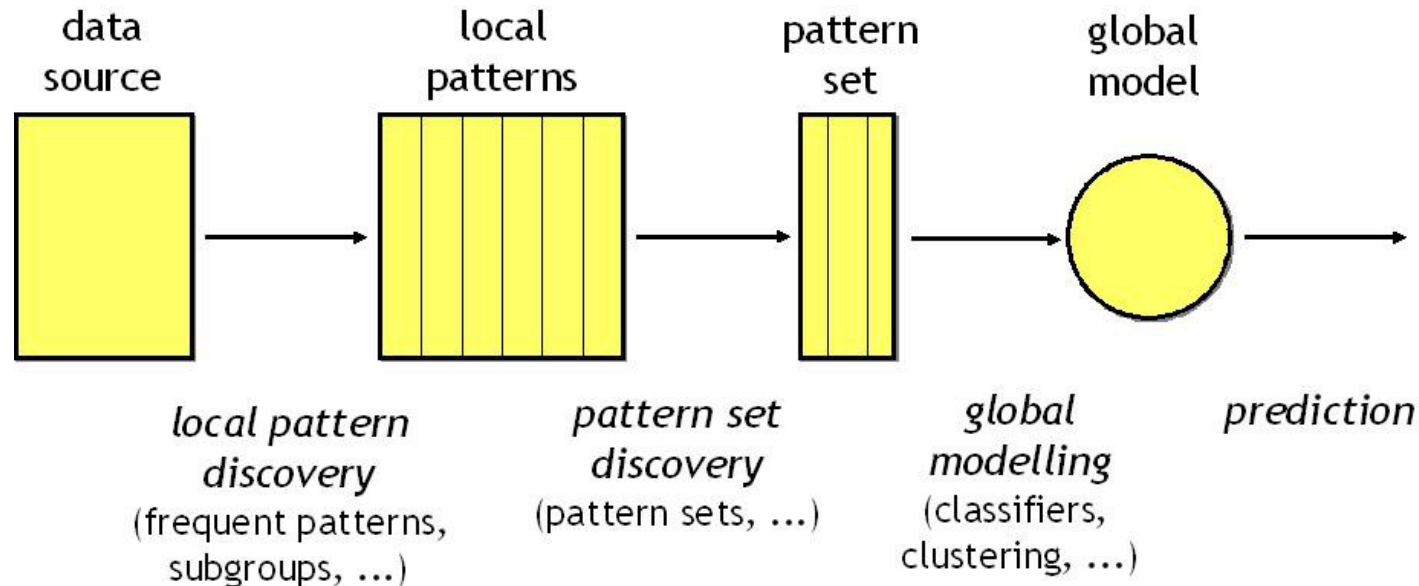 data
source
local
patterns
pattern
set
global
model
local pattern
discovery
(frequent patterns,
subgroups, ...)
pattern set
discovery
(pattern sets, ...)
global
modelling
(classifiers,
clustering, ...)
prediction